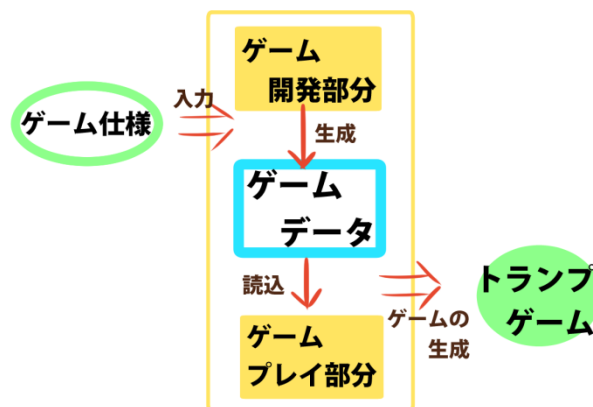 ゲーム
開発部分
入力
ゲーム仕様
生成
ゲーム
データ
読込
トランプ
ゲーム
ゲームの
生成
ゲーム
プレイ部分